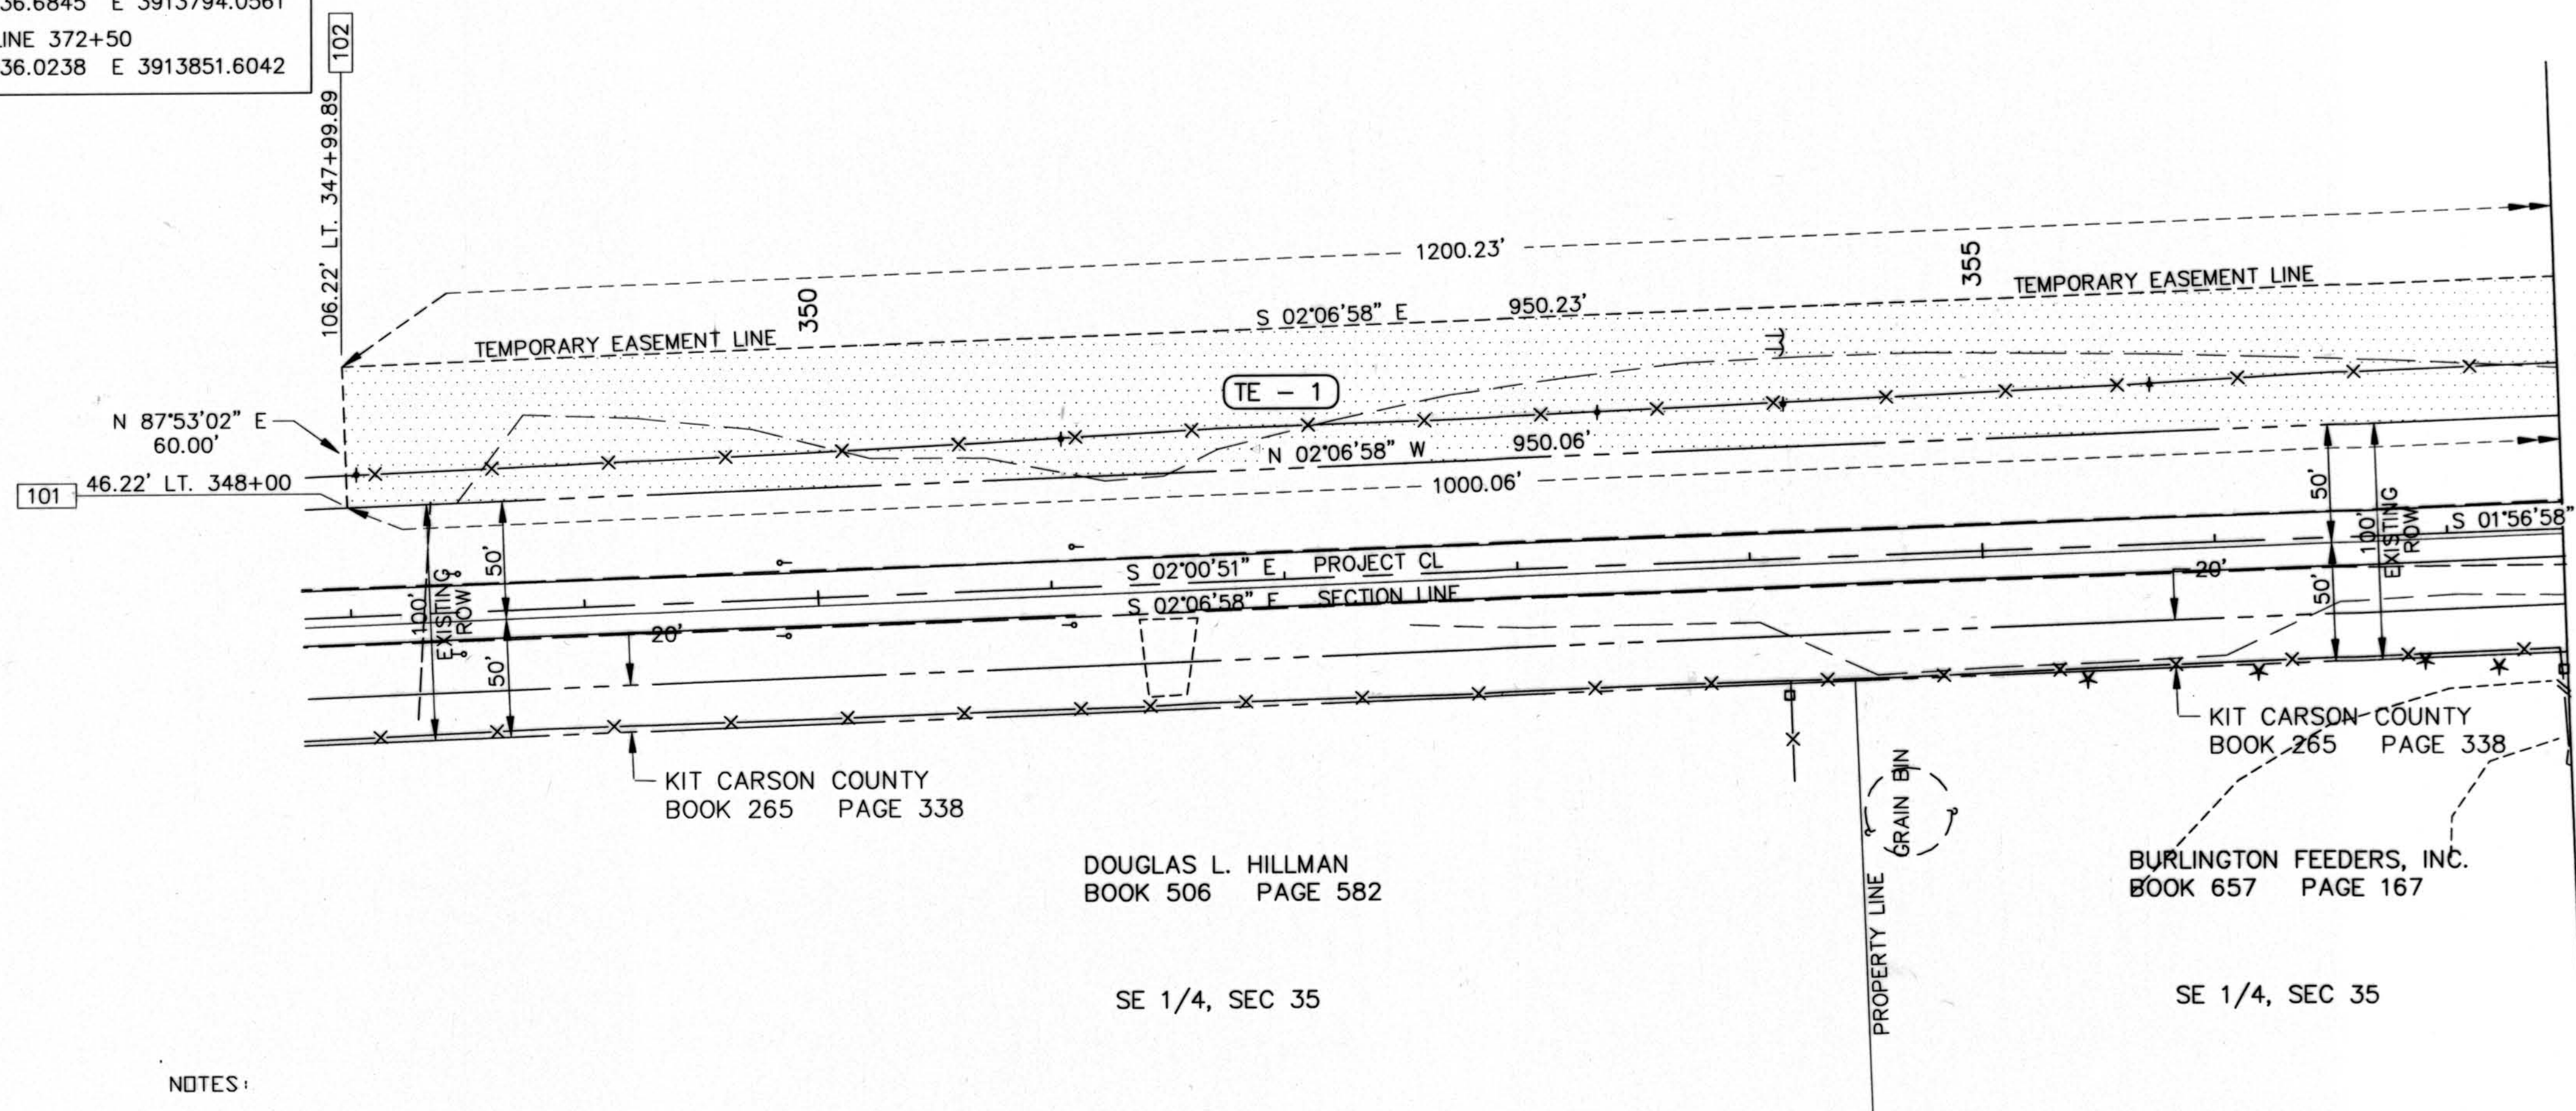 36.6845 E 3913794.0561
LINE 372+50
36.0238 E 3913851.6042
102
106.22' LT. 347+99.89
1200.23'
350
355
TEMPORARY EASEMENT LINE
S 02°06'58" E 950.23'
TEMPORARY EASEMENT LINE
TE - 1
N 87°53'02" E
60.00'
N 02°06'58" W 950.06'
101
46.22' LT. 348+00
1000.06'
50'
100'
EXISTING
ROW
50'
50'
100'
EXISTING
ROW
50'
S 01°56'58"
S 02°00'51" E PROJECT CL
S 02°06'58" E SECTION LINE
20'
20'
KIT CARSON COUNTY
BOOK 265 PAGE 338
KIT CARSON COUNTY
BOOK 265 PAGE 338
GRAIN BIN
PROPERTY LINE
DOUGLAS L. HILLMAN
BOOK 506 PAGE 582
BURLINGTON FEEDERS, INC.
BOOK 657 PAGE 167
SE 1/4, SEC 35
SE 1/4, SEC 35
NOTES: